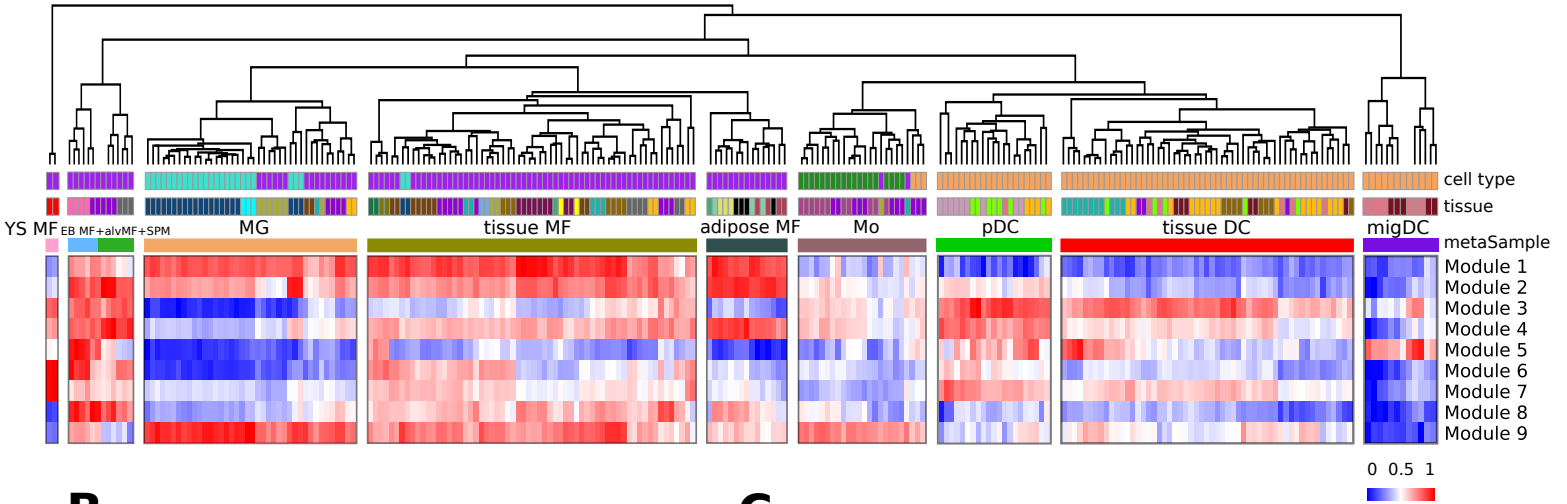 cell type
tissue
YS MF EB MF+alvMF+SPM MG tissue MF adipose MF Mo pDC tissue DC migDC
metaSample
Module 1
Module 2
Module 3
Module 4
Module 5
Module 6
Module 7
Module 8
Module 9
0 0.5 1